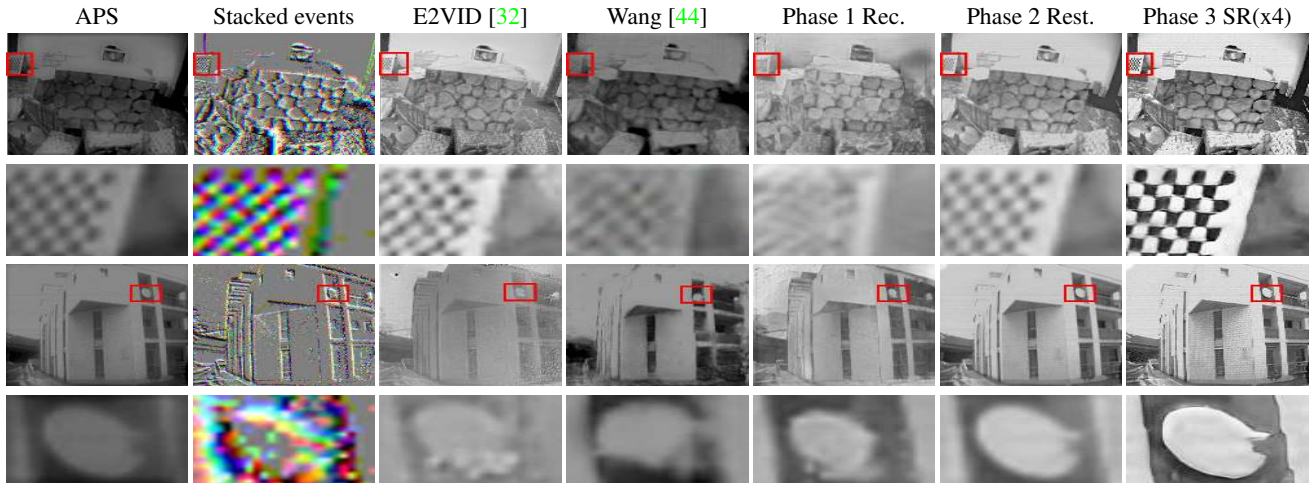 APS Stacked events E2VID [32] Wang [44] Phase 1 Rec. Phase 2 Rest. Phase 3 SR(x4)